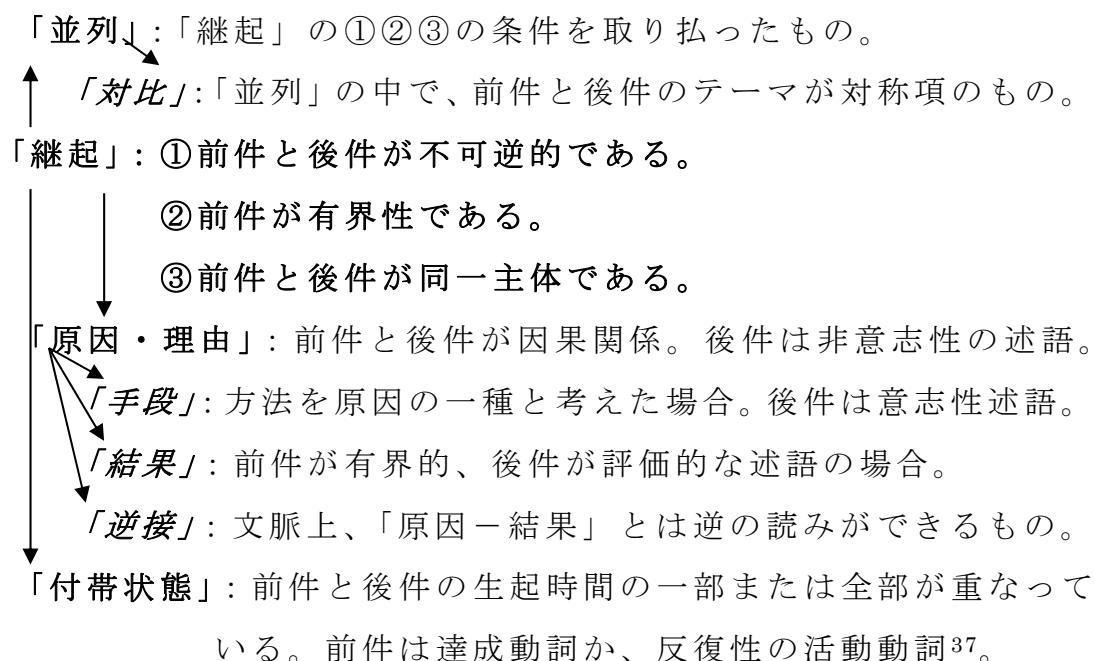 「並列」:「継起」の①②③の条件を取り払ったもの。
「対比」:「並列」の中で、前件と後件のテーマが対称項のもの。
「継起」: ①前件と後件が不可逆的である。
②前件が有界性である。
③前件と後件が同一主体である。
「原因・理由」: 前件と後件が因果関係。後件は非意志性の述語。
「手段」: 方法を原因の一種と考えた場合。後件は意志性述語。
「結果」: 前件が有界的、後件が評価的な述語の場合。
「逆接」: 文脈上、「原因－結果」とは逆の読みができるもの。
「付帯状態」: 前件と後件の生起時間の一部または全部が重なって
いる。前件は達成動詞か、反復性の活動動詞37。